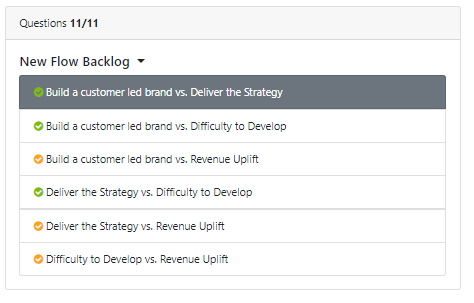 Questions 11/11
New Flow Backlog
Build a customer led brand vs. Deliver the Strategy
Build a customer led brand vs. Difficulty to Develop
Build a customer led brand vs. Revenue Uplift
Deliver the Strategy vs. Difficulty to Develop
Deliver the Strategy vs. Revenue Uplift
Difficulty to Develop vs. Revenue Uplift